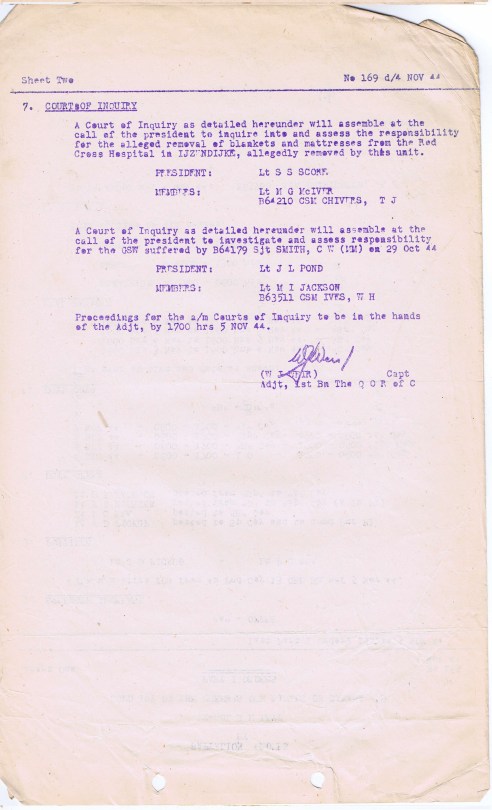 Sheet Two No 169 d/4 NOV 44
7. COURT OF INQUIRY
A Court of Inquiry as detailed hereunder will assemble at the
call of the president to inquire into and assess the responsibility
for the alleged removal of blankets and mattresses from the Red
Cross Hospital in IJZENDIJKE, allegedly removed by this unit.
PRESIDENT: Lt S S SCORE
MEMBERS: Lt M G McIVER
B64210 CSM CHIVERS, T J
A Court of Inquiry as detailed hereunder will assemble at the
call of the president to investigate and assess responsibility
for the GSW suffered by B64179 Sjt SMITH, C W (MM) on 29 Oct 44
PRESIDENT: Lt J L POND
MEMBERS: Lt M I JACKSON
B63511 CSM IVES, W H
Proceedings for the a/m Courts of Inquiry to be in the hands
of the Adjt, by 1700 hrs 5 NOV 44.
(W J WEIR) Capt
Adjt, 1st Bn The Q O R of C